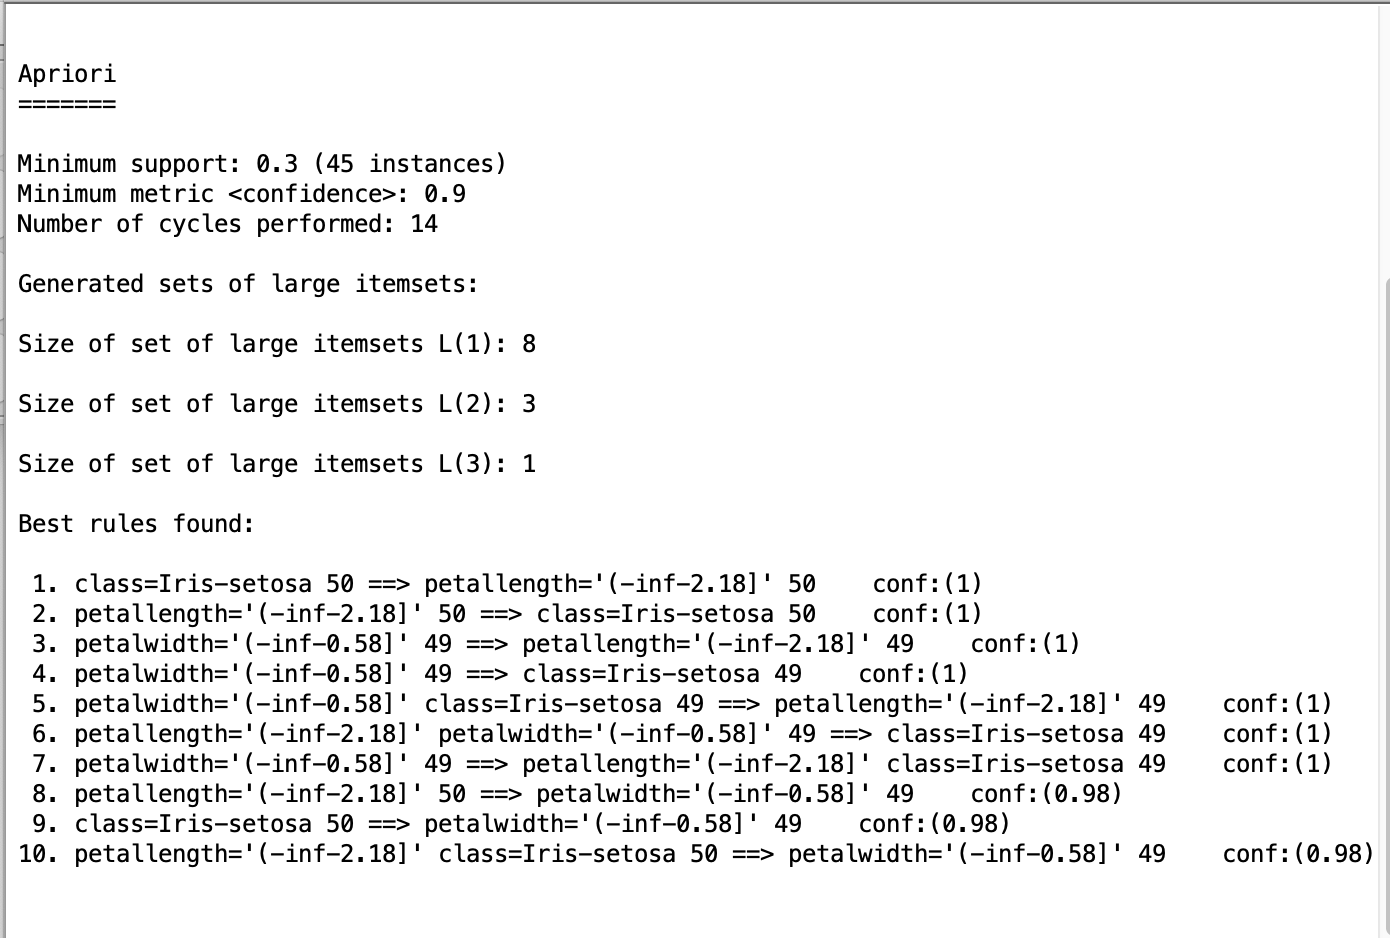 Apriori
=======
Minimum support: 0.3 (45 instances)
Minimum metric <confidence>: 0.9
Number of cycles performed: 14
Generated sets of large itemsets:
Size of set of large itemsets L(1): 8
Size of set of large itemsets L(2): 3
Size of set of large itemsets L(3): 1
Best rules found:
1. class=Iris-setosa 50 ==> petallength='(-inf-2.18]' 50    conf:(1)
2. petallength='(-inf-2.18]' 50 ==> class=Iris-setosa 50    conf:(1)
3. petalwidth='(-inf-0.58]' 49 ==> petallength='(-inf-2.18]' 49    conf:(1)
4. petalwidth='(-inf-0.58]' 49 ==> class=Iris-setosa 49    conf:(1)
5. petalwidth='(-inf-0.58]' class=Iris-setosa 49 ==> petallength='(-inf-2.18]' 49    conf:(1)
6. petallength='(-inf-2.18]' petalwidth='(-inf-0.58]' 49 ==> class=Iris-setosa 49    conf:(1)
7. petalwidth='(-inf-0.58]' 49 ==> petallength='(-inf-2.18]' class=Iris-setosa 49    conf:(1)
8. petallength='(-inf-2.18]' 50 ==> petalwidth='(-inf-0.58]' 49    conf:(0.98)
9. class=Iris-setosa 50 ==> petalwidth='(-inf-0.58]' 49    conf:(0.98)
10. petallength='(-inf-2.18]' class=Iris-setosa 50 ==> petalwidth='(-inf-0.58]' 49    conf:(0.98)